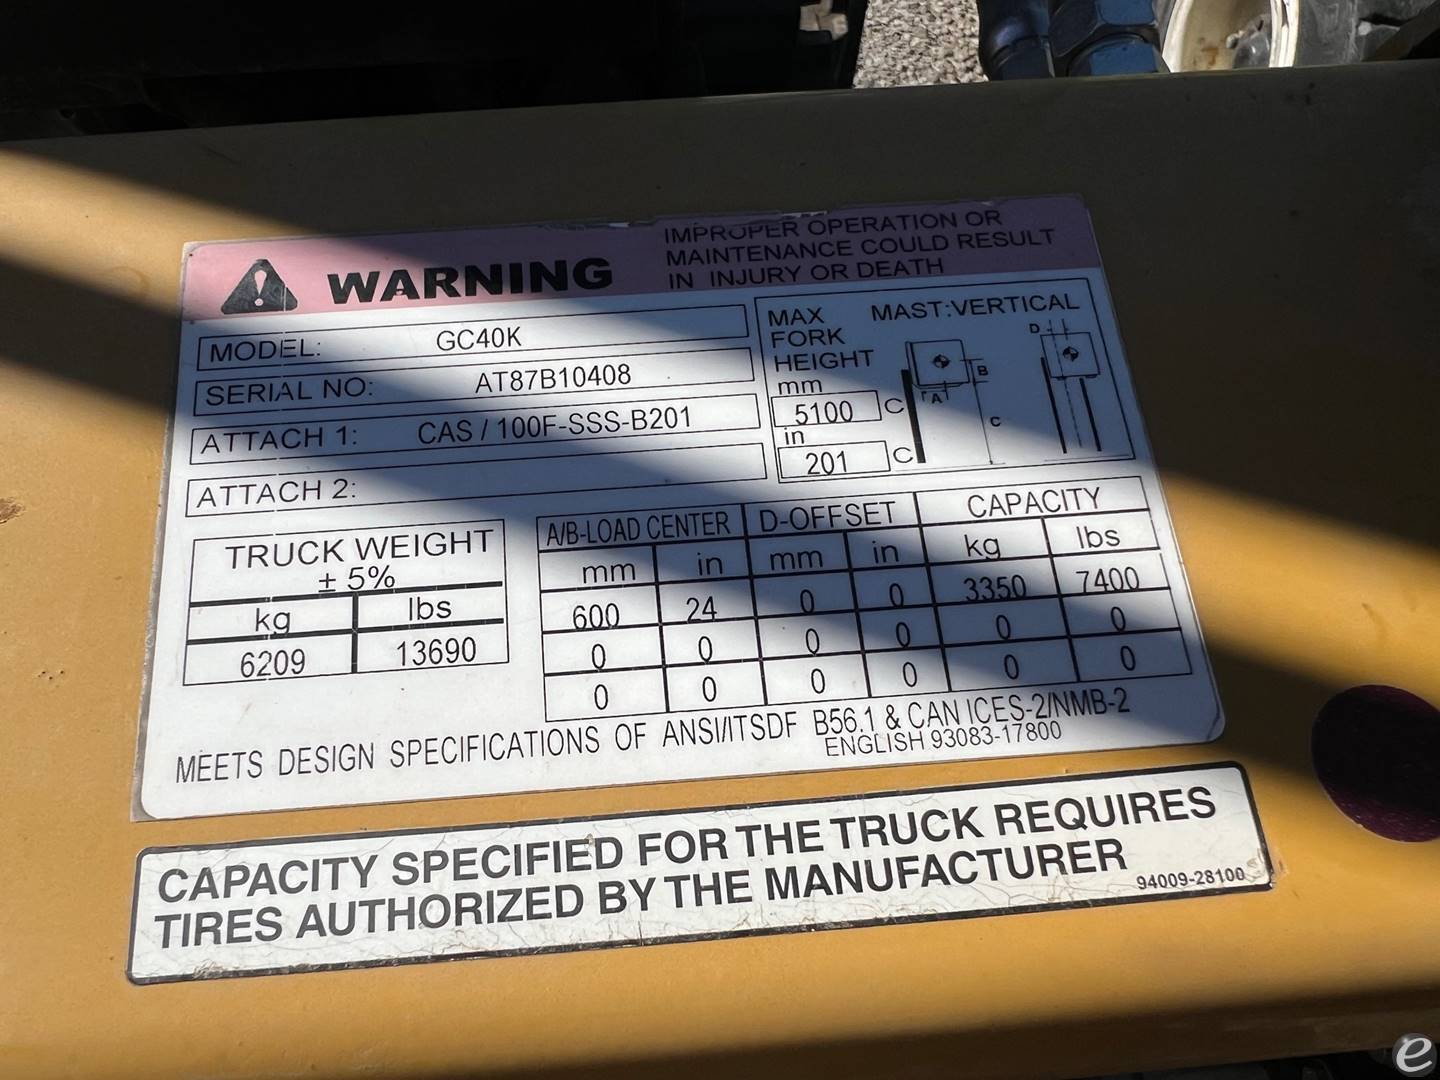 WARNING
IMPROPER OPERATION OR
MAINTENANCE COULD RESULT
IN INJURY OR DEATH
MODEL: GC40K
SERIAL NO: AT87B10408
ATTACH 1: CAS / 100F-SSS-B201
ATTACH 2:
MAX
FORK
HEIGHT
mm
5100 C
in
201 C
MAST:VERTICAL
D
B
A
C
TRUCK WEIGHT
± 5%
kg lbs
6209 13690
A/B-LOAD CENTER D-OFFSET CAPACITY
mm in mm in kg lbs
600 24 0 0 3350 7400
0 0 0 0 0 0
0 0 0 0 0 0
MEETS DESIGN SPECIFICATIONS OF ANSI/ITSDF B56.1 & CAN ICES-2/NMB-2
ENGLISH 93083-17800
CAPACITY SPECIFIED FOR THE TRUCK REQUIRES
TIRES AUTHORIZED BY THE MANUFACTURER
94009-28100
e